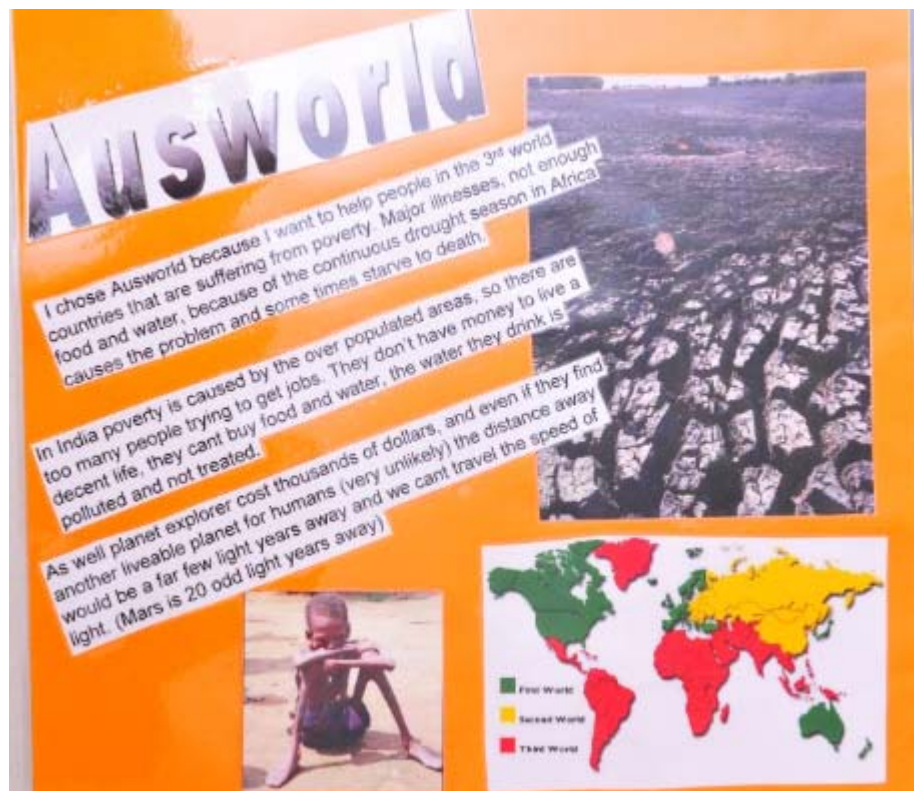 Ausworld
I chose Ausworld because I want to help people in the 3rd world
countries that are suffering from poverty. Major illnesses, not enough
food and water, because of the continuous drought season in Africa
causes the problem and some times starve to death.
In India poverty is caused by the over populated areas, so there are
too many people trying to get jobs. They don't have money to live a
decent life, they cant buy food and water, the water they drink is
polluted and not treated.
As well planet explorer cost thousands of dollars, and even if they find
another liveable planet for humans (very unlikely) the distance away
would be a far few light years away and we cant travel the speed of
light. (Mars is 20 odd light years away)
First World
Second World
Third World